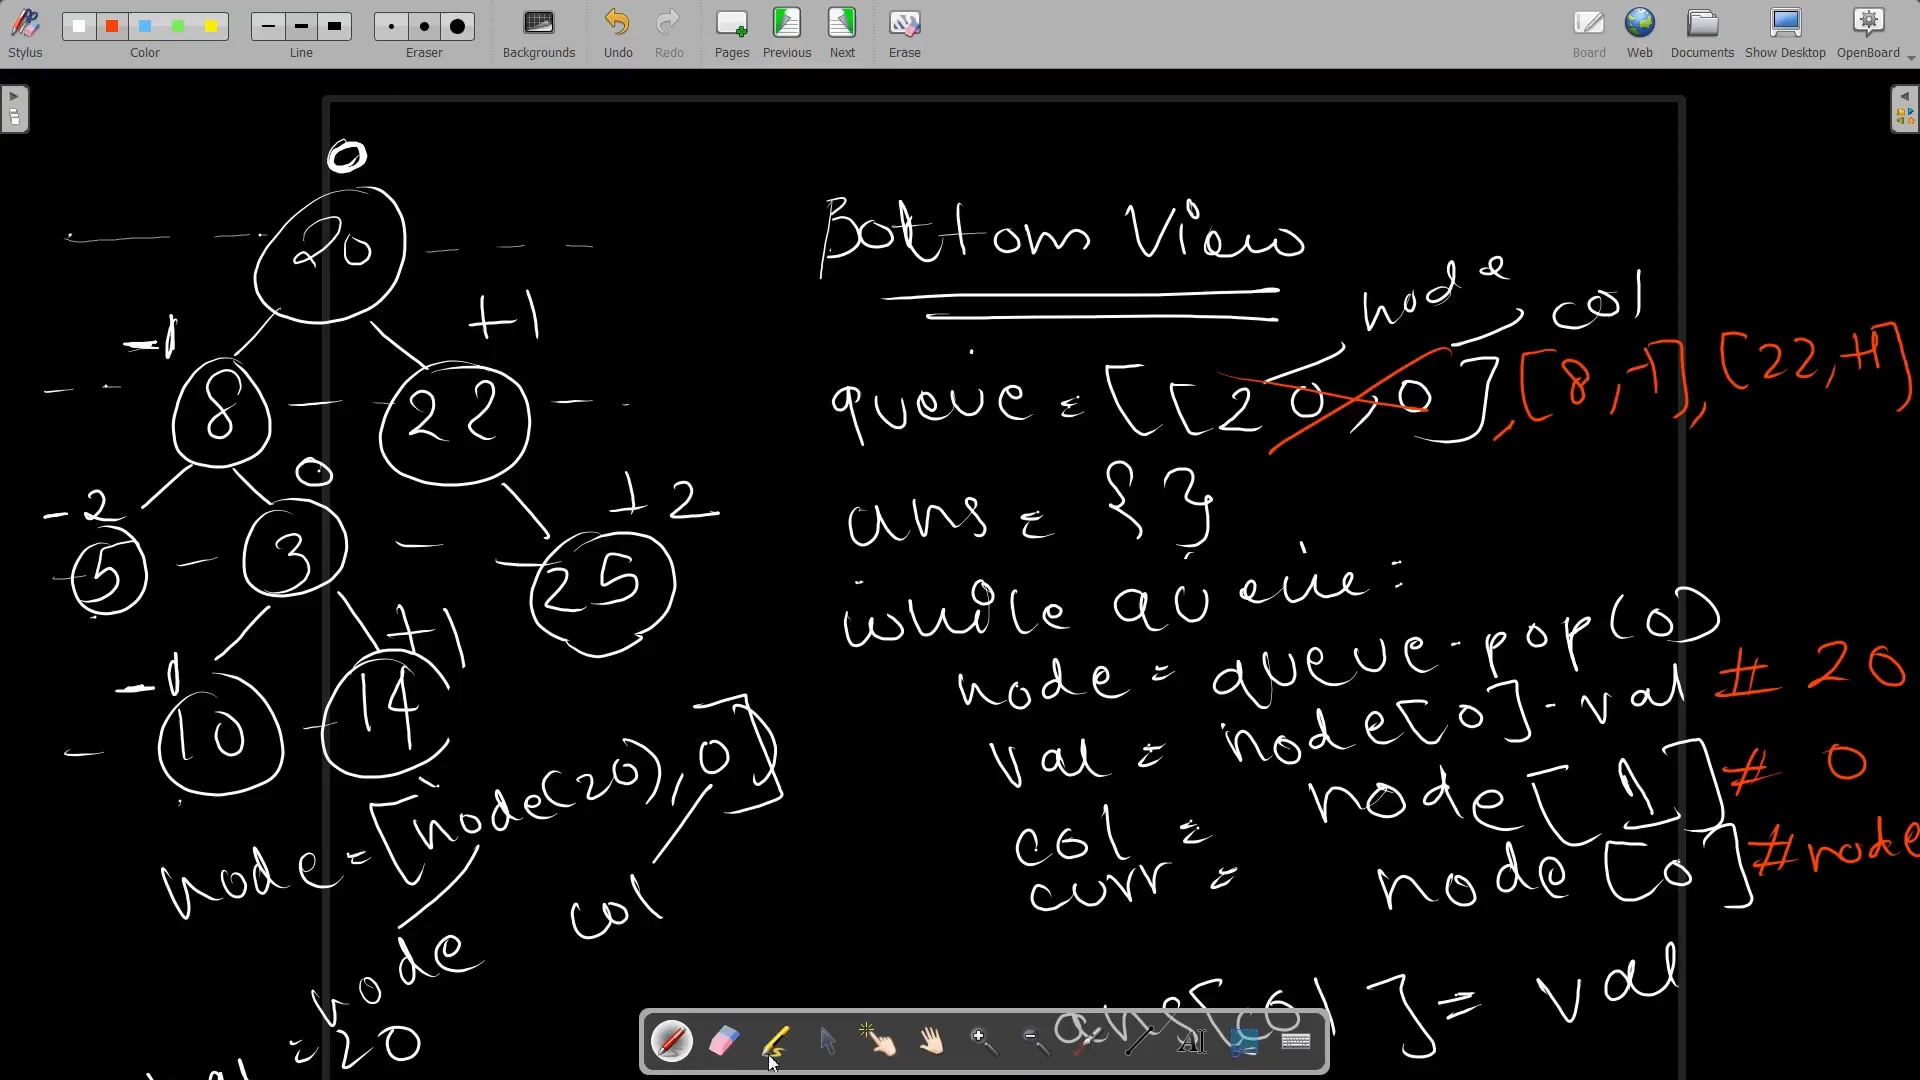 Stylus Color Line Eraser Backgrounds Undo Redo Pages Previous Next Erase Board Web Documents Show Desktop OpenBoard
0
20
-1
+1
8
22
-2
0
+2
5
3
25
-1
+1
10
14
Bottom View
node col
queue = [[20,0],[8,-1],[22,+1]
ans = { }
while queue:
node = queue.pop(0)
val = node[0].val # 20
col = node[1] # 0
curr = node[0] #node
ans[col] = val
node = [node(20),0]
node col
= 20
AI